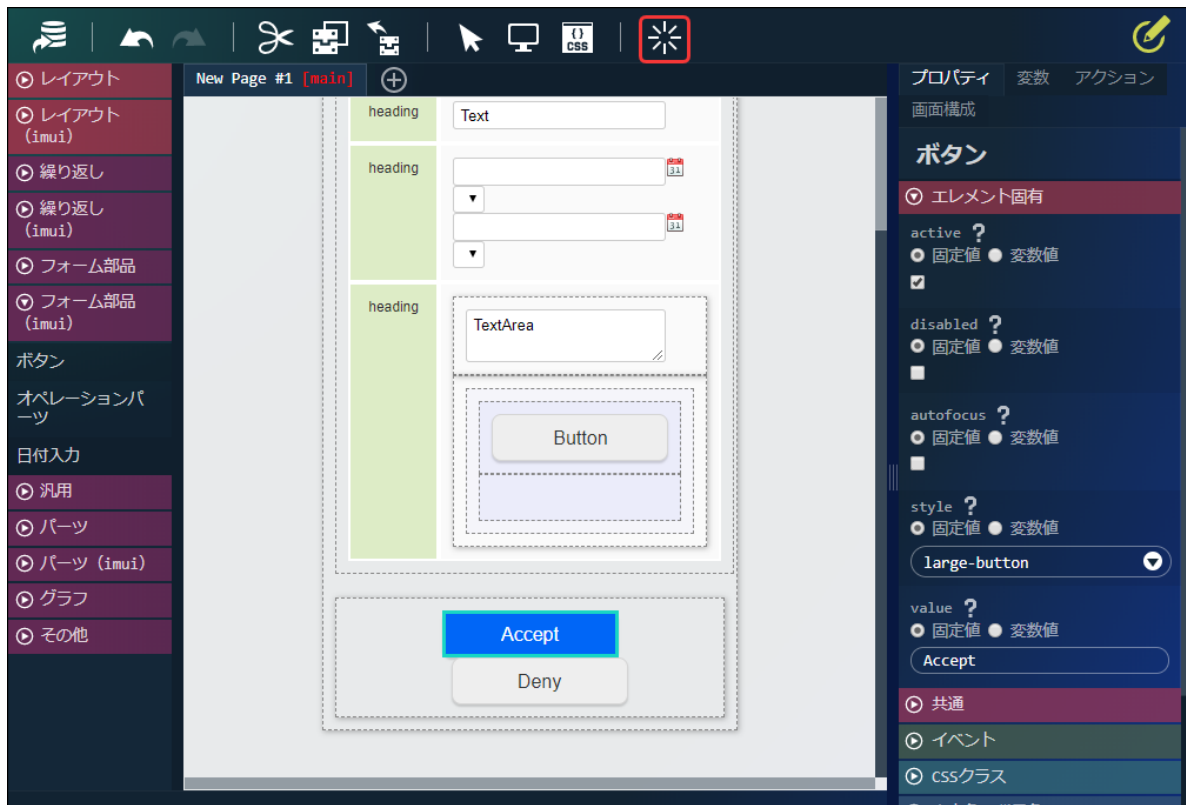 {}
CSS
レイアウト
レイアウト
(imui)
繰り返し
繰り返し
(imui)
フォーム部品
フォーム部品
(imui)
ボタン
オペレーションパ
ーツ
日付入力
汎用
パーツ
パーツ (imui)
グラフ
その他
New Page #1 [main]
heading
Text
heading
31
31
heading
TextArea
Button
Accept
Deny
プロパティ 変数 アクション
画面構成
ボタン
エレメント固有
active ?
固定値 変数値
disabled ?
固定値 変数値
autofocus ?
固定値 変数値
style ?
固定値 変数値
large-button
value ?
固定値 変数値
Accept
共通
イベント
CSSクラス